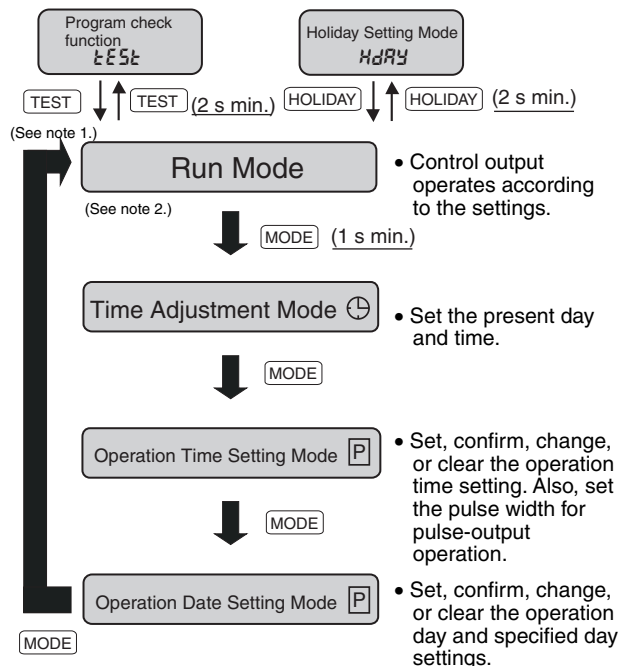 Program check
function
tESt
Holiday Setting Mode
HdAY
TEST
TEST
(2 s min.)
HOLIDAY
HOLIDAY
(2 s min.)
(See note 1.)
Run Mode
• Control output
operates according
to the settings.
(See note 2.)
MODE
(1 s min.)
Time Adjustment Mode
• Set the present day
and time.
MODE
Operation Time Setting Mode P
• Set, confirm, change,
or clear the operation
time setting. Also, set
the pulse width for
pulse-output
operation.
MODE
Operation Date Setting Mode P
• Set, confirm, change,
or clear the operation
day and specified day
settings.
MODE